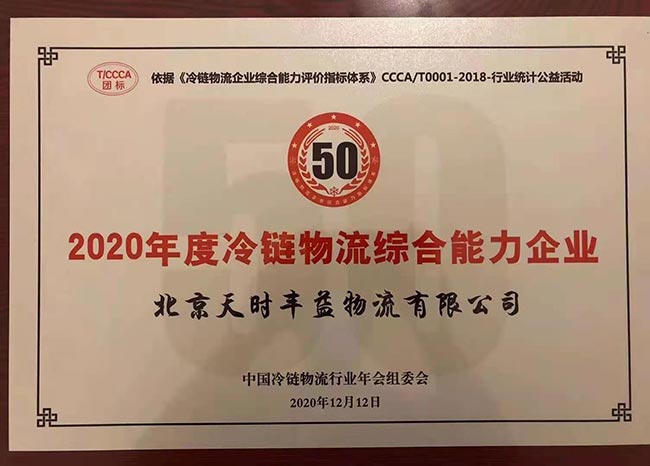 T/CCCA
团标
依据《冷链物流企业综合能力评价指标体系》CCCA/T0001-2018-行业统计公益活动
2020
50
2020年度冷链物流综合能力企业
北京天时丰益物流有限公司
中国冷链物流行业年会组委会
2020年12月12日